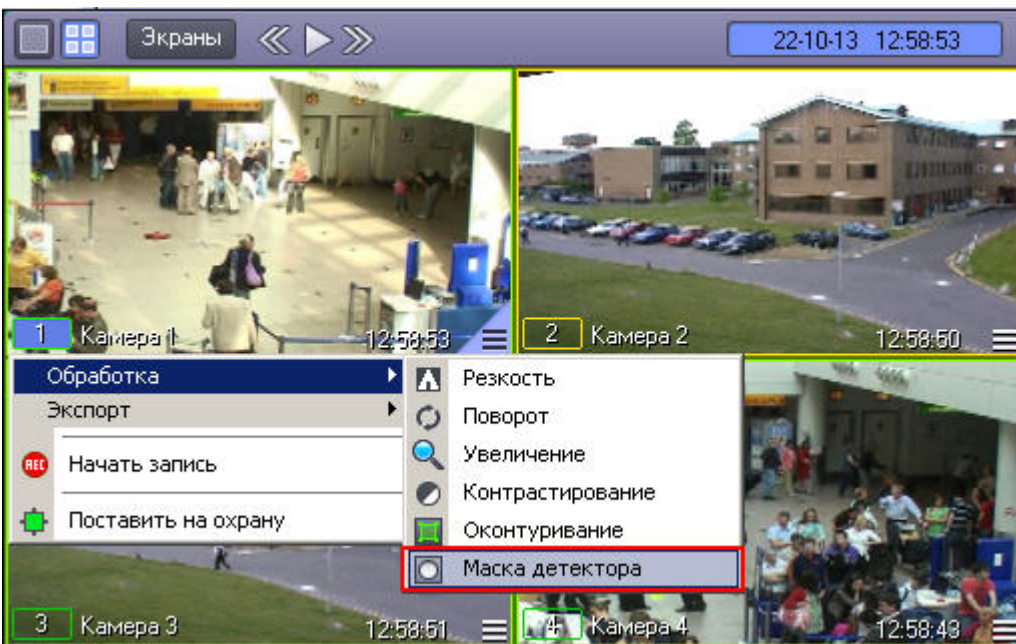 Экраны
22-10-13 12:58:53
1 Камера 1 12:58:53
2 Камера 2 12:58:50
Обработка
Экспорт
REC Начать запись
Поставить на охрану
Резкость
Поворот
Увеличение
Контрастирование
Оконтуривание
Маска детектора
3 Камера 3 12:58:51
4 Камера 4 12:58:43